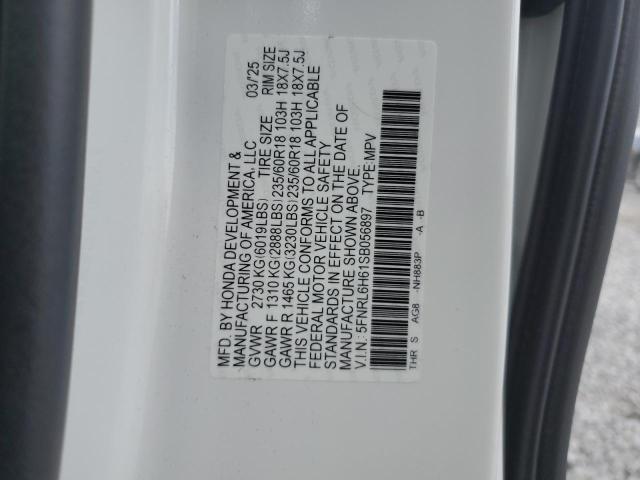 MFD. BY HONDA DEVELOPMENT &
MANUFACTURING OF AMERICA, LLC 03/'25
GVWR 2730 KG (6019LBS) TIRE SIZE RIM SIZE
GAWR F 1310 KG (2888LBS) 235/60R18 103H 18X7.5J
GAWR R 1465 KG (3230LBS) 235/60R18 103H 18X7.5J
THIS VEHICLE CONFORMS TO ALL APPLICABLE
FEDERAL MOTOR VEHICLE SAFETY
STANDARDS IN EFFECT ON THE DATE OF
MANUFACTURE SHOWN ABOVE.
V.I.N.: 5FNRL6H61SB056897 TYPE:MPV
THR S AG8 -NH883P -A -B